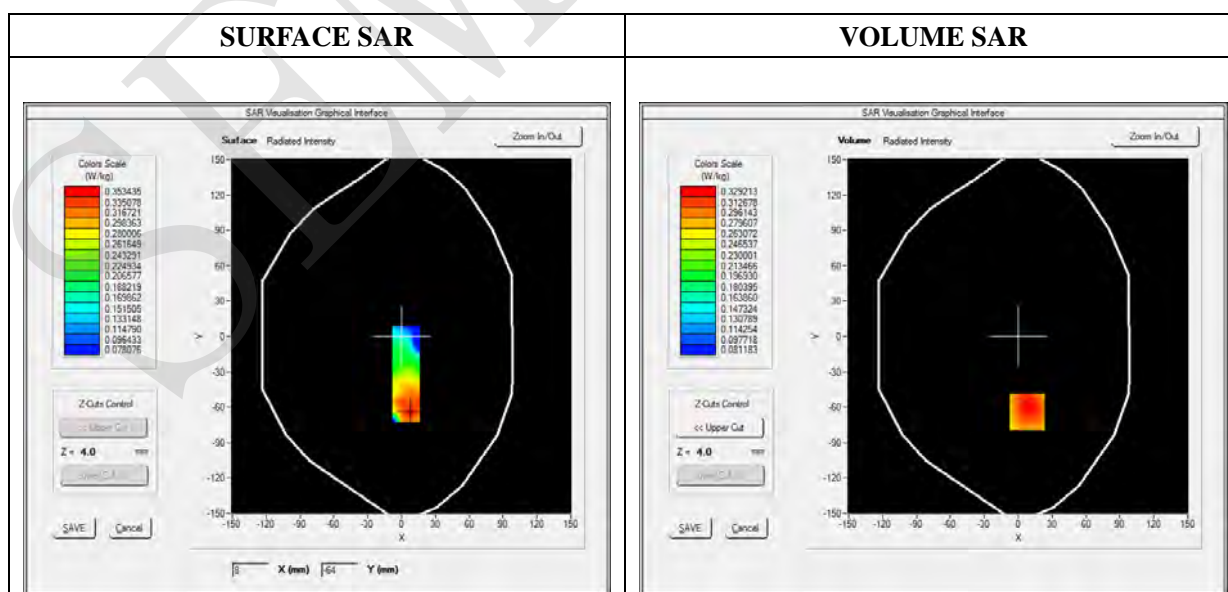 SURFACE SAR
SAR Visualisation Graphical Interface
Surface Radiated Intensity
Zoom In/Out
Colors Scale
(W/kg)
0.353435
0.335078
0.316721
0.298363
0.280006
0.261649
0.243291
0.224934
0.206577
0.188219
0.169862
0.151505
0.133148
0.114790
0.096433
0.078076
Z-Cuts Control
<< Upper Cut
Z = 4.0 mm
SAVE
Cancel
150
120
90
60
30
0
-30
-60
-90
-120
-150
Y
-150 -120 -90 -60 -30 0 30 60 90 120 150
X
8 X (mm) -64 Y (mm)
VOLUME SAR
SAR Visualisation Graphical Interface
Volume Radiated Intensity
Zoom In/Out
Colors Scale
(W/kg)
0.329213
0.312678
0.296143
0.279607
0.263072
0.246537
0.230001
0.213466
0.196930
0.180395
0.163860
0.147324
0.130789
0.114254
0.097718
0.081183
Z-Cuts Control
<< Upper Cut
Z = 4.0 mm
SAVE
Cancel
150
120
90
60
30
0
-30
-60
-90
-120
-150
Y
-150 -120 -90 -60 -30 0 30 60 90 120 150
X